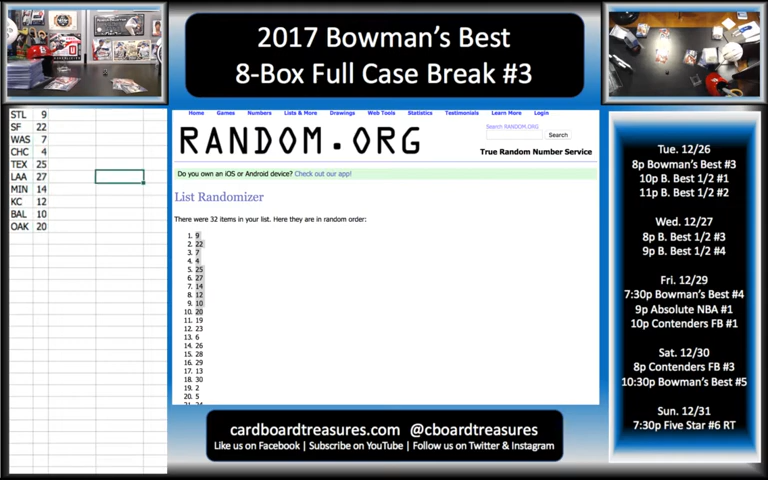 2017 Bowman's Best
8-Box Full Case Break #3
STL 9
SF 22
WAS 7
CHC 4
TEX 25
LAA 27
MIN 14
KC 12
BAL 10
OAK 20
Home Games Numbers Lists & More Drawings Web Tools Statistics Testimonials Learn More Login
RANDOM.ORG
Search RANDOM.ORG
Search
True Random Number Service
Do you own an iOS or Android device? Check out our app!
List Randomizer
There were 32 items in your list. Here they are in random order:
1. 9
2. 22
3. 7
4. 4
5. 25
6. 27
7. 14
8. 12
9. 10
10. 20
11. 19
12. 23
13. 6
14. 26
15. 28
16. 29
17. 13
18. 30
19. 2
20. 5
Tue. 12/26
8p Bowman's Best #3
10p B. Best 1/2 #1
11p B. Best 1/2 #2
Wed. 12/27
8p B. Best 1/2 #3
9p B. Best 1/2 #4
Fri. 12/29
7:30p Bowman's Best #4
9p Absolute NBA #1
10p Contenders FB #1
Sat. 12/30
8p Contenders FB #3
10:30p Bowman's Best #5
Sun. 12/31
7:30p Five Star #6 RT
cardboardtreasures.com @cboardtreasures
Like us on Facebook | Subscribe on YouTube | Follow us on Twitter & Instagram